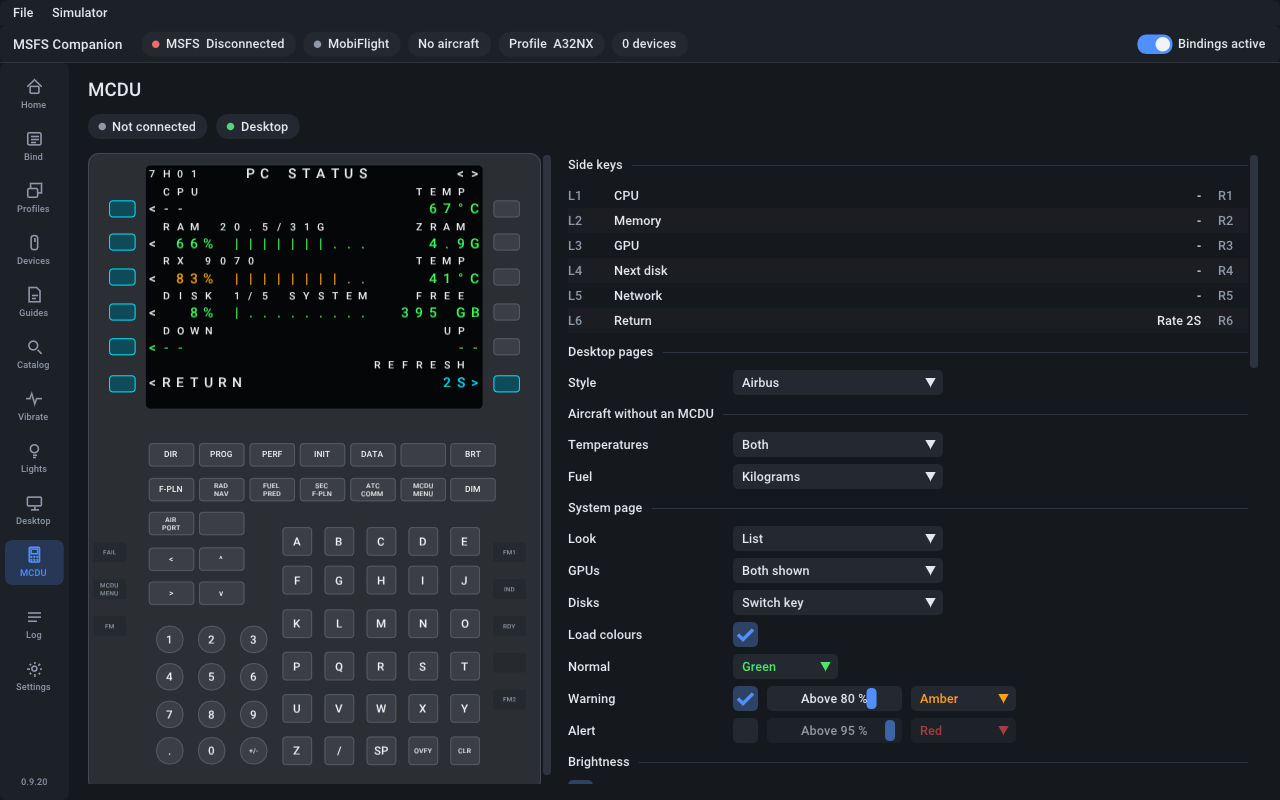 File Simulator
MSFS Companion MSFS Disconnected MobiFlight No aircraft Profile A32NX 0 devices Bindings active
Home
Bind
Profiles
Devices
Guides
Catalog
Vibrate
Lights
Desktop
MCDU
Log
Settings
0.9.20
MCDU
Not connected Desktop
7H01 PC STATUS < >
CPU TEMP
<-- 67°C
RAM 20.5/31G ZRAM
< 66% |||||||... 4.9G
RX 9070 TEMP
< 83% ||||||||.. 41°C
DISK 1/5 SYSTEM FREE
< 8% |......... 395 GB
DOWN UP
<-- --
REFRESH
<RETURN 2S>
DIR PROG PERF INIT DATA BRT
F-PLN RAD NAV FUEL PRED SEC F-PLN ATC COMM MCDU MENU DIM
AIR PORT
< ^
> v
FAIL
MCDU MENU
FM
FM1
IND
RDY
FM2
A B C D E
F G H I J
K L M N O
P Q R S T
U V W X Y
Z / SP OVFY CLR
1 2 3
4 5 6
7 8 9
. 0 +/-
Side keys
L1 CPU - R1
L2 Memory - R2
L3 GPU - R3
L4 Next disk - R4
L5 Network - R5
L6 Return Rate 2S R6
Desktop pages
Style Airbus
Aircraft without an MCDU
Temperatures Both
Fuel Kilograms
System page
Look List
GPUs Both shown
Disks Switch key
Load colours
Normal Green
Warning Above 80 % Amber
Alert Above 95 % Red
Brightness